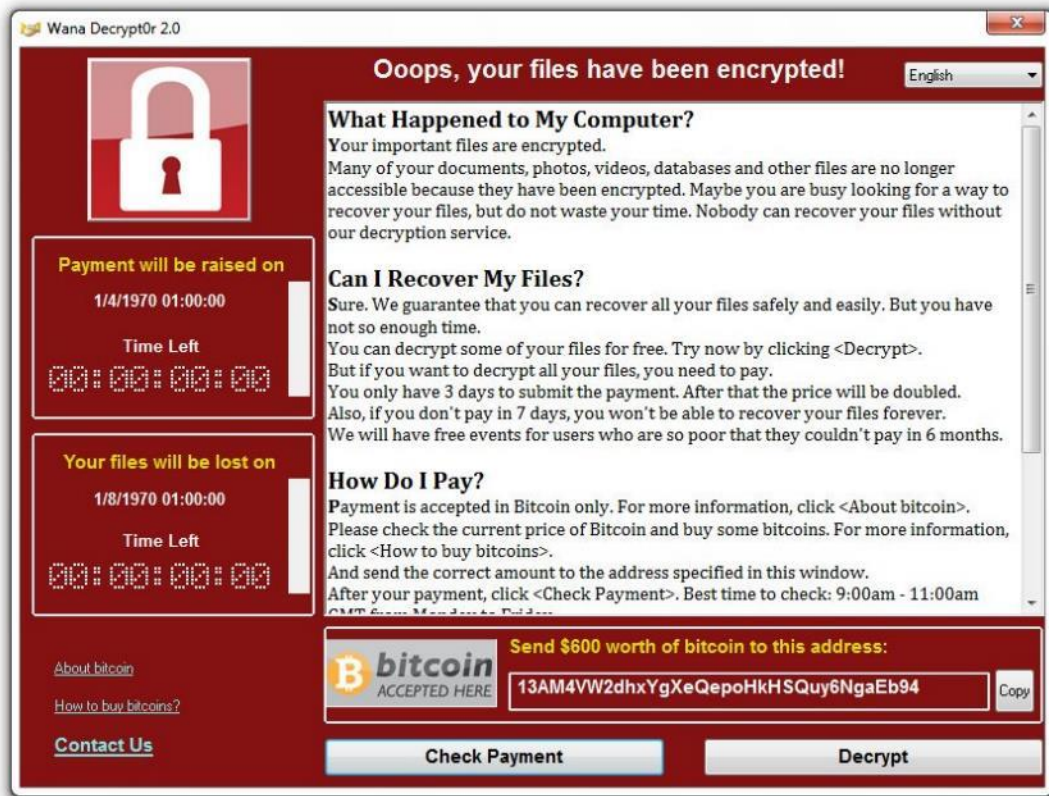 Wana Decrypt0r 2.0
Ooops, your files have been encrypted!
English
What Happened to My Computer?
Your important files are encrypted.
Many of your documents, photos, videos, databases and other files are no longer
accessible because they have been encrypted. Maybe you are busy looking for a way to
recover your files, but do not waste your time. Nobody can recover your files without
our decryption service.
Can I Recover My Files?
Sure. We guarantee that you can recover all your files safely and easily. But you have
not so enough time.
You can decrypt some of your files for free. Try now by clicking <Decrypt>.
But if you want to decrypt all your files, you need to pay.
You only have 3 days to submit the payment. After that the price will be doubled.
Also, if you don't pay in 7 days, you won't be able to recover your files forever.
We will have free events for users who are so poor that they couldn't pay in 6 months.
How Do I Pay?
Payment is accepted in Bitcoin only. For more information, click <About bitcoin>.
Please check the current price of Bitcoin and buy some bitcoins. For more information,
click <How to buy bitcoins>.
And send the correct amount to the address specified in this window.
After your payment, click <Check Payment>. Best time to check: 9:00am - 11:00am
GMT from Monday to Friday
Payment will be raised on
1/4/1970 01:00:00
Time Left
00:00:00:00
Your files will be lost on
1/8/1970 01:00:00
Time Left
00:00:00:00
About bitcoin
How to buy bitcoins?
Contact Us
bitcoin
ACCEPTED HERE
Send $600 worth of bitcoin to this address:
13AM4VW2dhxYgXeQepoHkHSQuy6NgaEb94
Copy
Check Payment
Decrypt